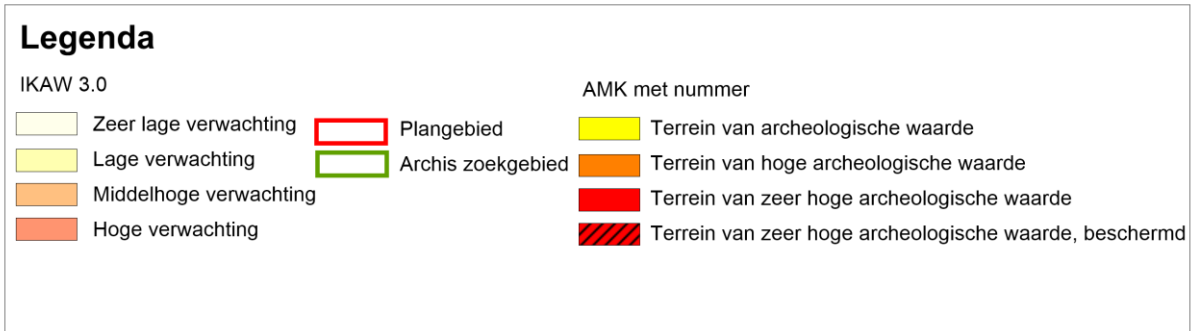 Legenda
IKAW 3.0
Zeer lage verwachting
Lage verwachting
Middelhoge verwachting
Hoge verwachting
Plangebied
Archis zoekgebied
AMK met nummer
Terrein van archeologische waarde
Terrein van hoge archeologische waarde
Terrein van zeer hoge archeologische waarde
Terrein van zeer hoge archeologische waarde, beschermd